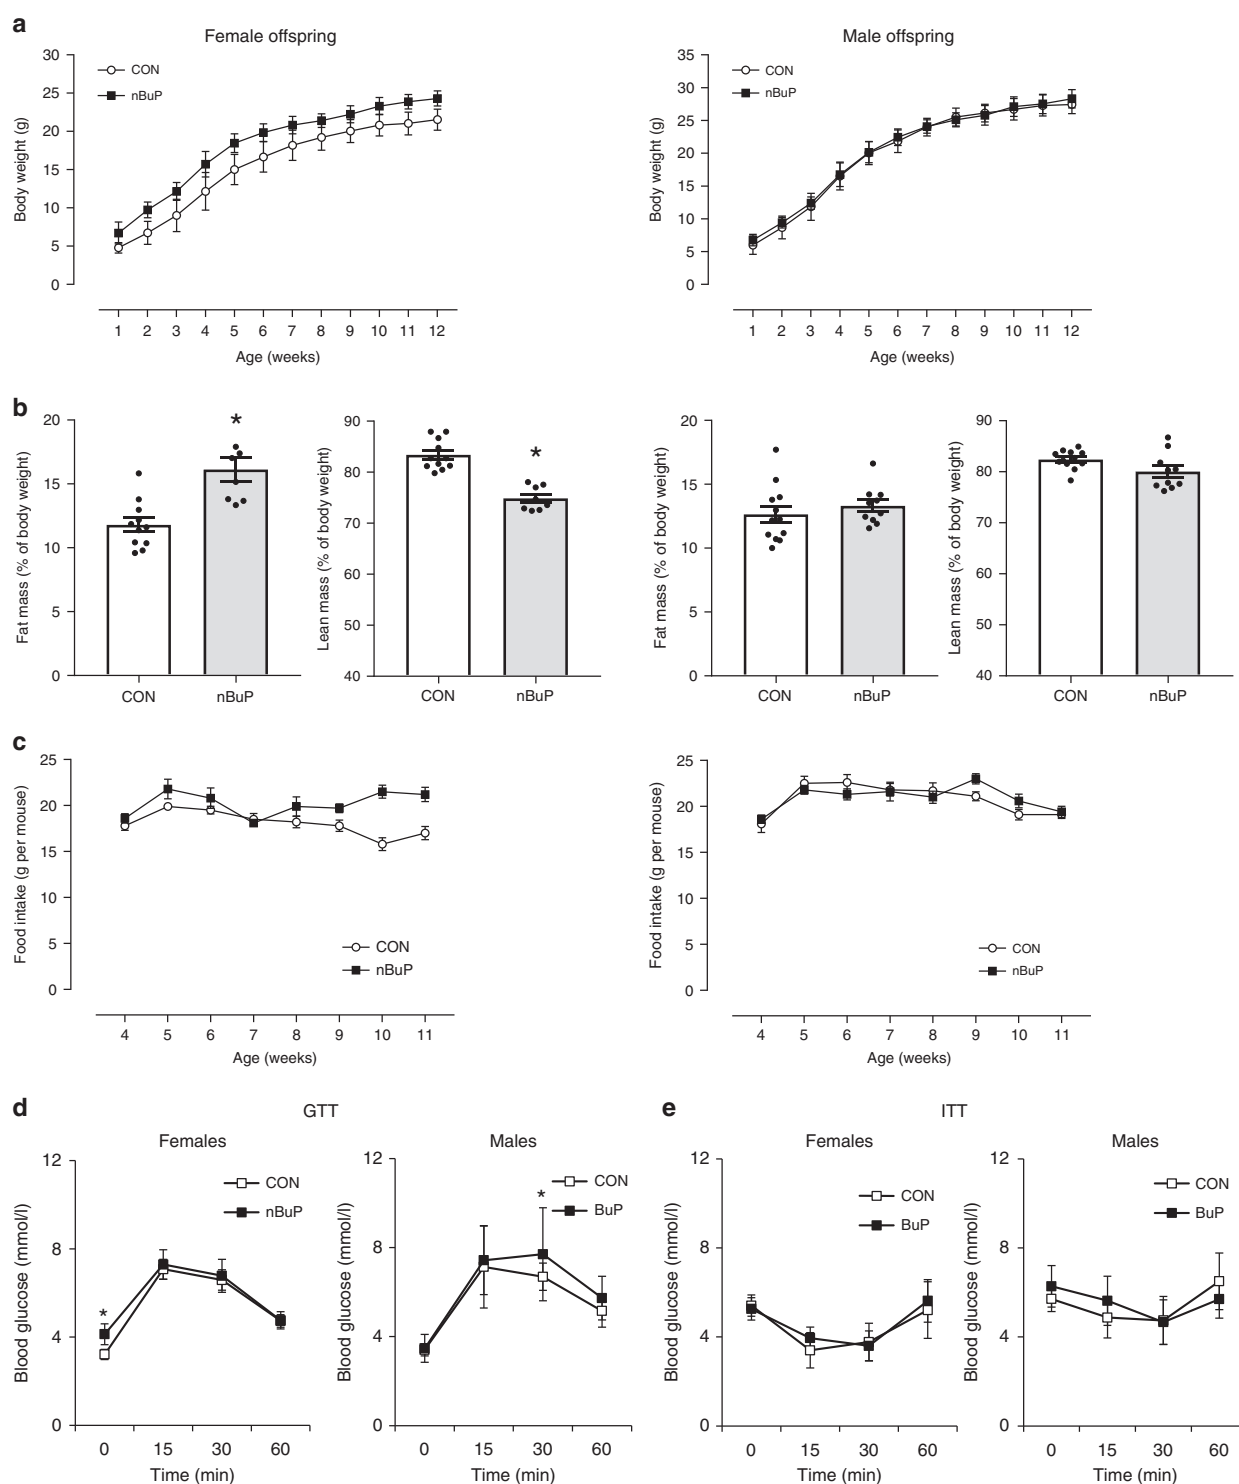 a
Female offspring
Male offspring
Body weight (g)
30
25
20
15
10
5
0
CON
nBuP
1 2 3 4 5 6 7 8 9 10 11 12
Age (weeks)
Body weight (g)
35
30
25
20
15
10
5
0
CON
nBuP
1 2 3 4 5 6 7 8 9 10 11 12
Age (weeks)
b
Fat mass (% of body weight)
20
15
10
5
0
*
CON nBuP
Lean mass (% of body weight)
90
80
70
60
50
40
*
CON nBuP
Fat mass (% of body weight)
20
15
10
5
0
CON nBuP
Lean mass (% of body weight)
90
80
70
60
50
40
CON nBuP
c
Food intake (g per mouse)
25
20
15
10
5
0
CON
nBuP
4 5 6 7 8 9 10 11
Age (weeks)
Food intake (g per mouse)
25
20
15
10
5
0
CON
nBuP
4 5 6 7 8 9 10 11
Age (weeks)
d
GTT
Females
Blood glucose (mmol/l)
12
8
4
0
CON
nBuP
*
0 15 30 60
Time (min)
Males
Blood glucose (mmol/l)
12
8
4
0
CON
BuP
*
0 15 30 60
Time (min)
e
ITT
Females
Blood glucose (mmol/l)
12
8
4
0
CON
BuP
0 15 30 60
Time (min)
Males
Blood glucose (mmol/l)
12
8
4
0
CON
BuP
0 15 30 60
Time (min)